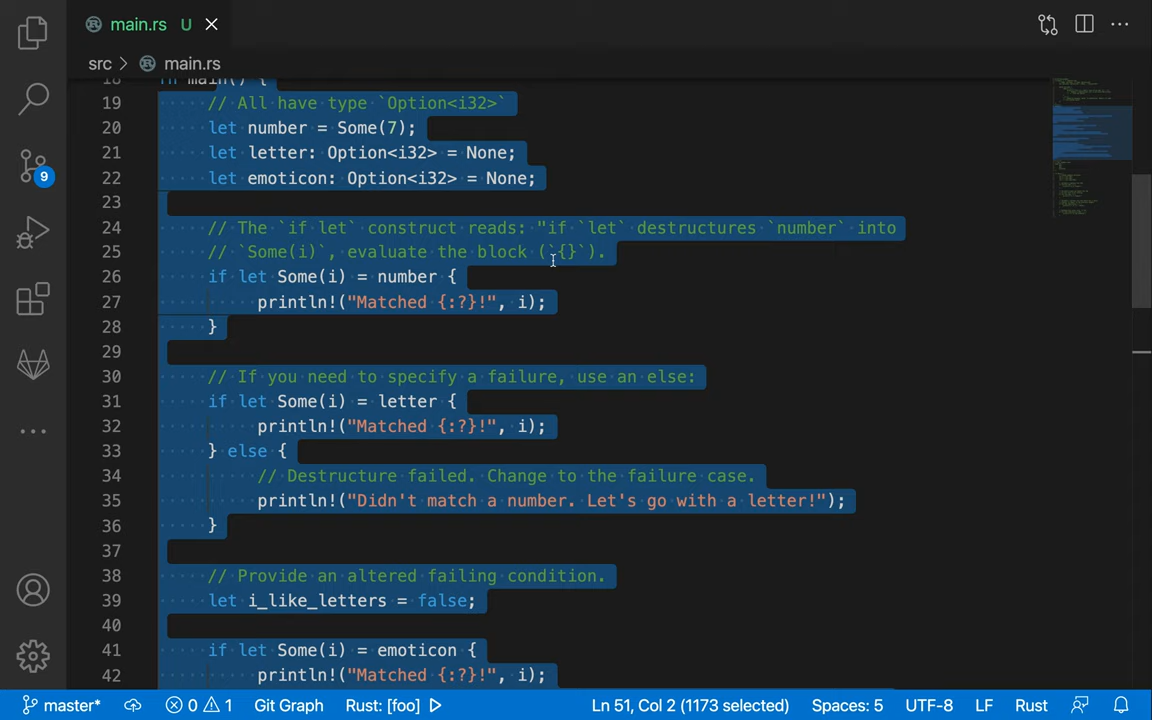 main.rs U
src > main.rs
18 fn main() {
19 // All have type `Option<i32>`
20 let number = Some(7);
21 let letter: Option<i32> = None;
22 let emoticon: Option<i32> = None;
23
24 // The `if let` construct reads: "if `let` destructures `number` into
25 // `Some(i)`, evaluate the block (`{}`).
26 if let Some(i) = number {
27 println!("Matched {:?}!", i);
28 }
29
30 // If you need to specify a failure, use an else:
31 if let Some(i) = letter {
32 println!("Matched {:?}!", i);
33 } else {
34 // Destructure failed. Change to the failure case.
35 println!("Didn't match a number. Let's go with a letter!");
36 }
37
38 // Provide an altered failing condition.
39 let i_like_letters = false;
40
41 if let Some(i) = emoticon {
42 println!("Matched {:?}!", i);
9
master* 0 1 Git Graph Rust: [foo] Ln 51, Col 2 (1173 selected) Spaces: 5 UTF-8 LF Rust